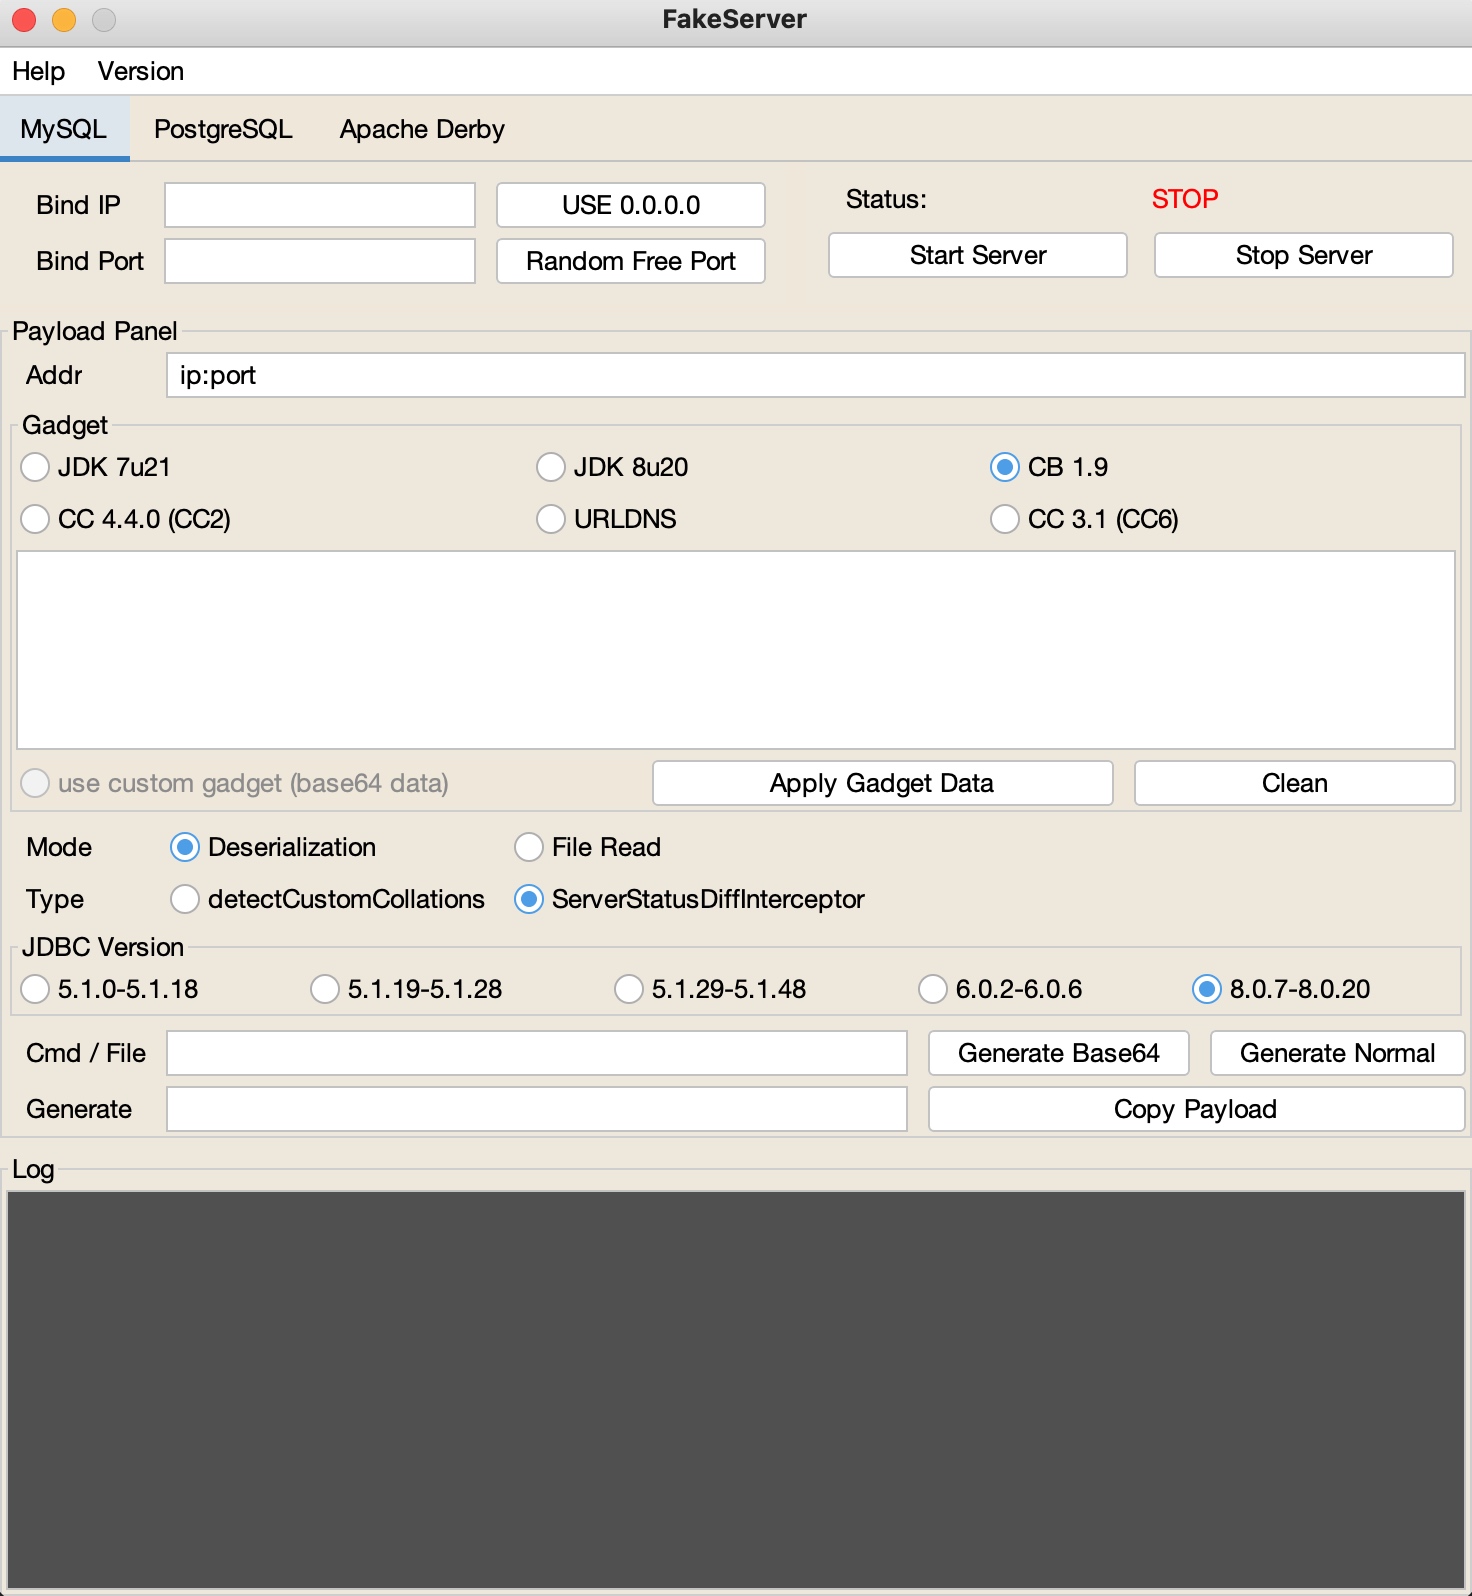 FakeServer
Help Version
MySQL PostgreSQL Apache Derby
Bind IP USE 0.0.0.0 Status: STOP
Bind Port Random Free Port Start Server Stop Server
Payload Panel
Addr ip:port
Gadget
JDK 7u21 JDK 8u20 CB 1.9
CC 4.4.0 (CC2) URLDNS CC 3.1 (CC6)
use custom gadget (base64 data) Apply Gadget Data Clean
Mode Deserialization File Read
Type detectCustomCollations ServerStatusDiffInterceptor
JDBC Version
5.1.0-5.1.18 5.1.19-5.1.28 5.1.29-5.1.48 6.0.2-6.0.6 8.0.7-8.0.20
Cmd / File Generate Base64 Generate Normal
Generate Copy Payload
Log